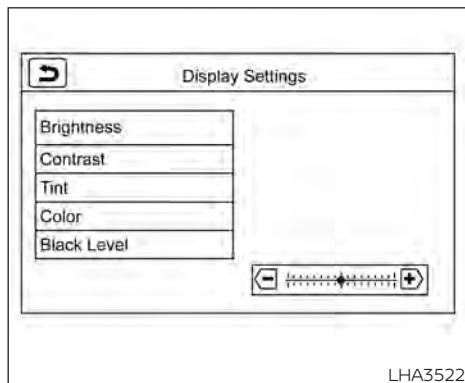 Display Settings
Brightness
Contrast
Tint
Color
Black Level
LHA3522